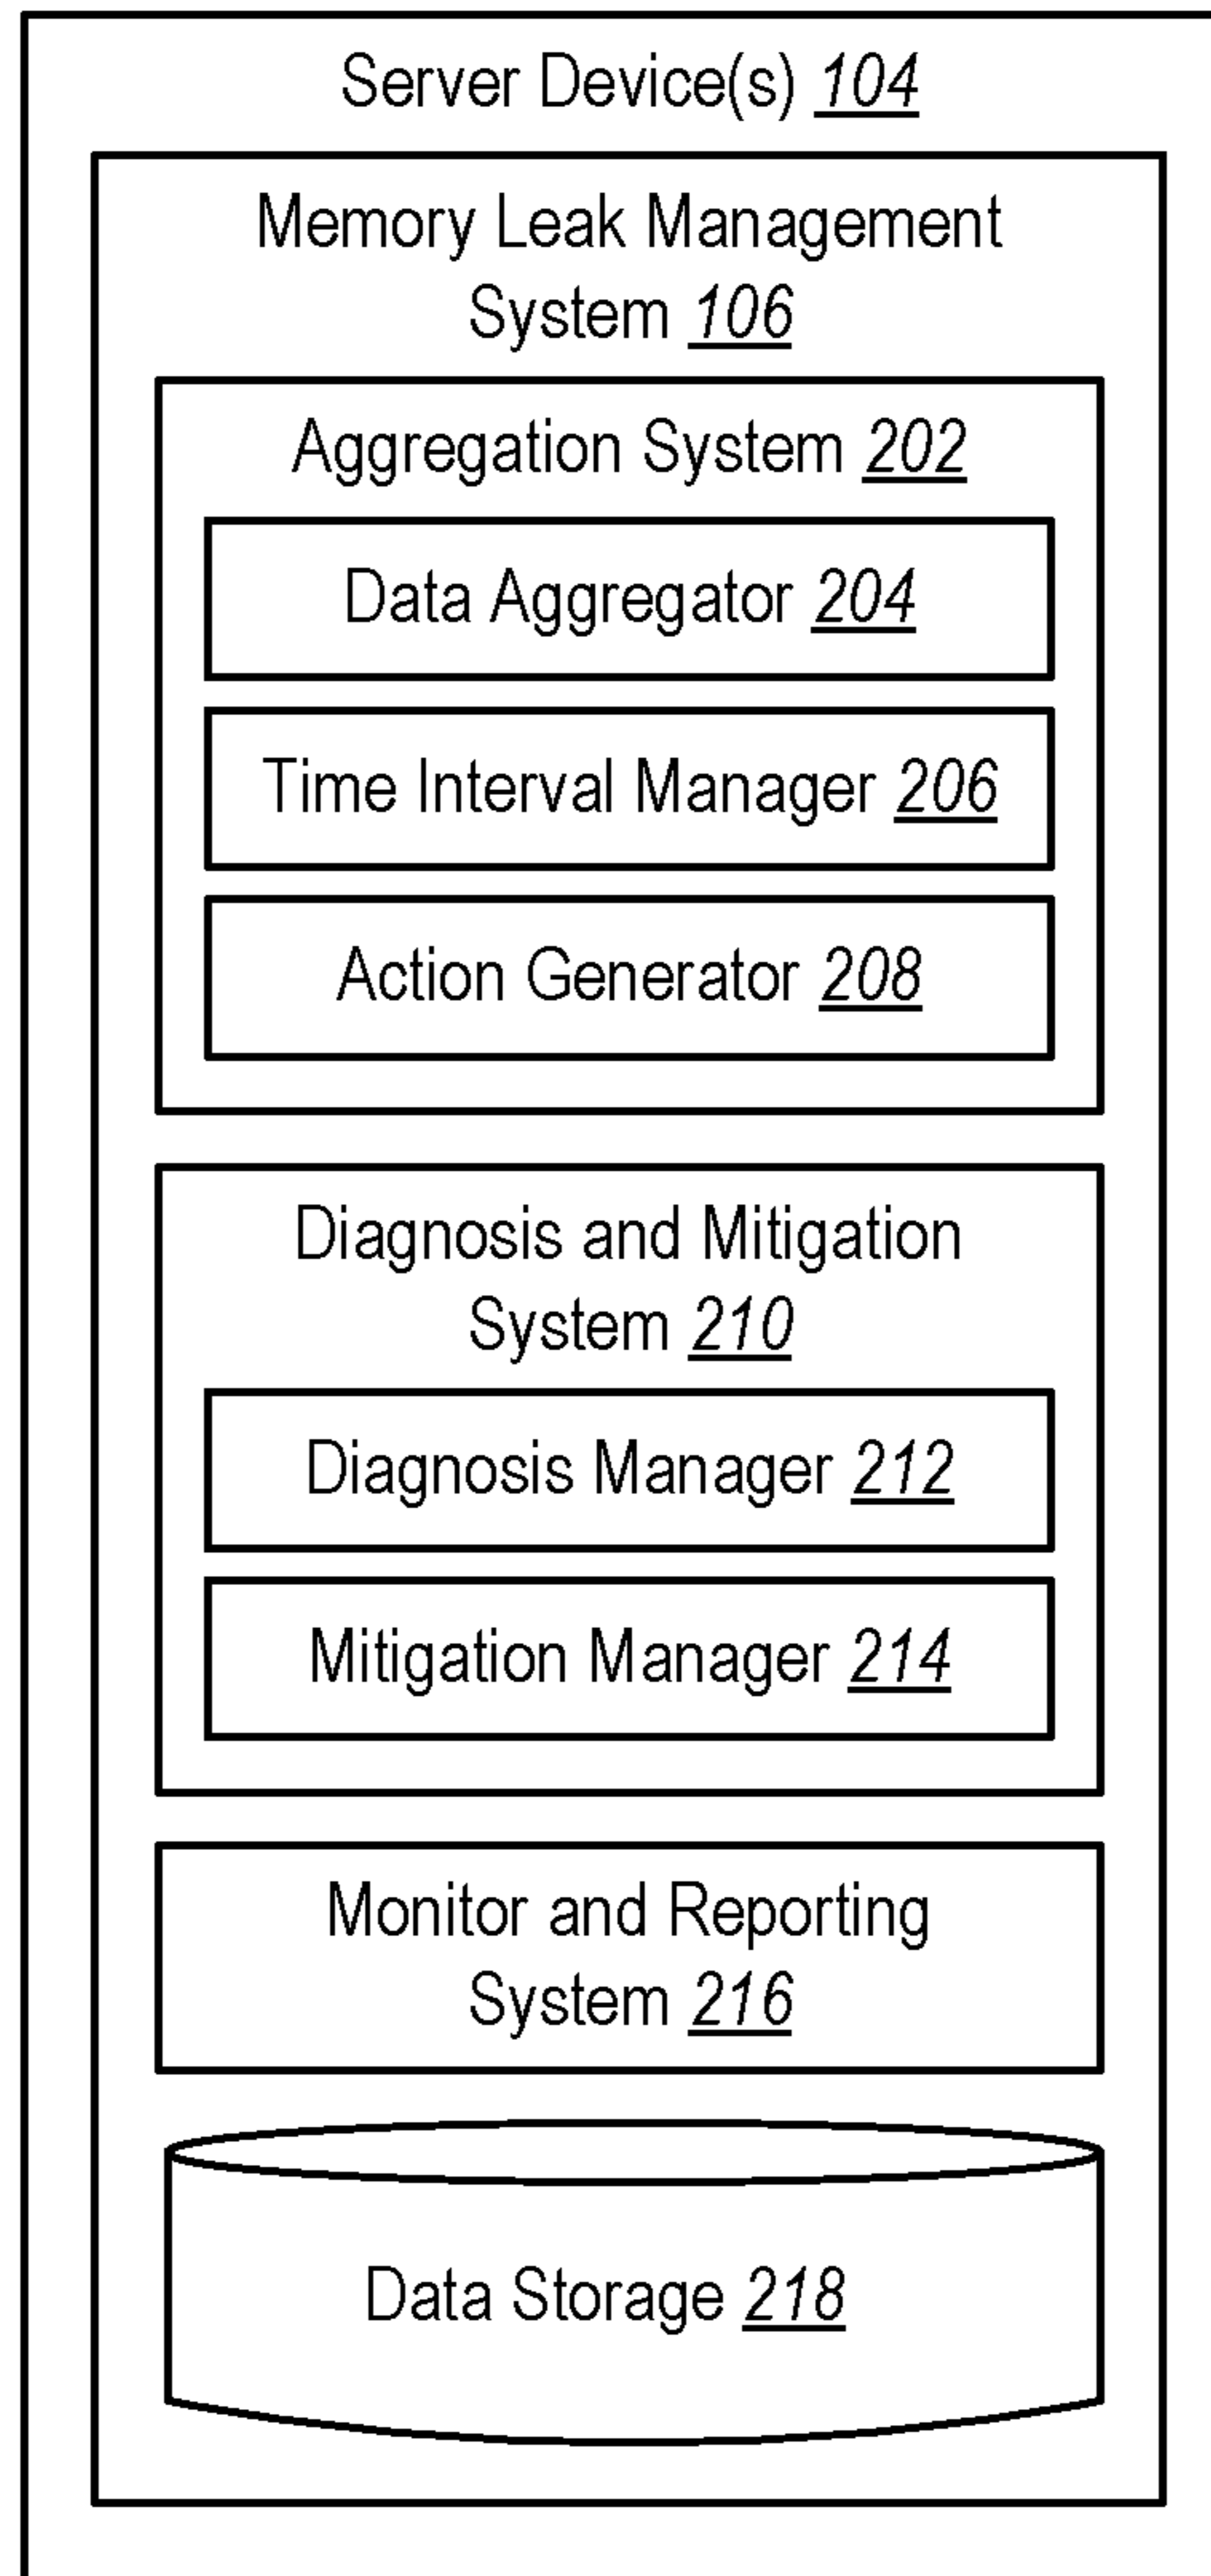 Server Device(s) 104
Memory Leak Management
System 106
Aggregation System 202
Data Aggregator 204
Time Interval Manager 206
Action Generator 208
Diagnosis and Mitigation
System 210
Diagnosis Manager 212
Mitigation Manager 214
Monitor and Reporting
System 216
Data Storage 218